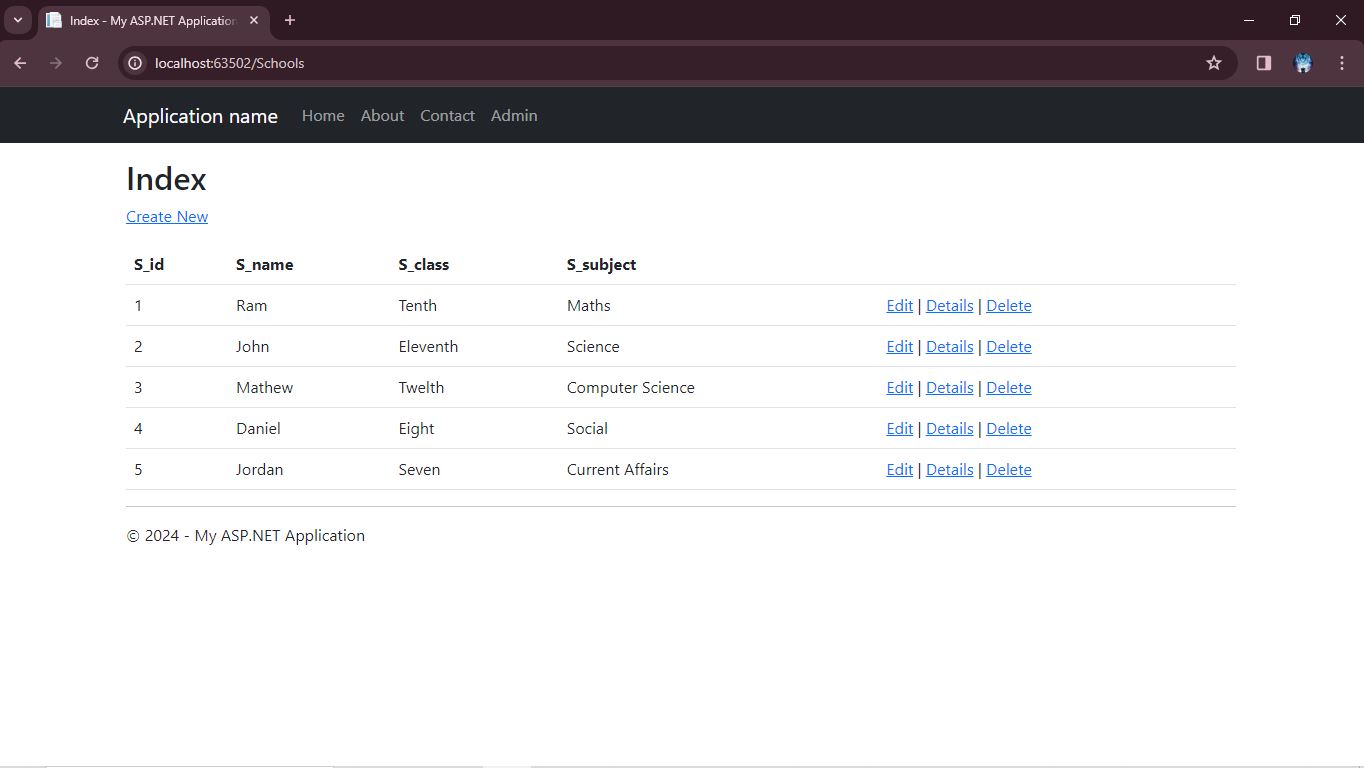 Index - My ASP.NET Application
localhost:63502/Schools
Application name Home About Contact Admin
Index
Create New
S_id S_name S_class S_subject
1 Ram Tenth Maths Edit | Details | Delete
2 John Eleventh Science Edit | Details | Delete
3 Mathew Twelth Computer Science Edit | Details | Delete
4 Daniel Eight Social Edit | Details | Delete
5 Jordan Seven Current Affairs Edit | Details | Delete
© 2024 - My ASP.NET Application